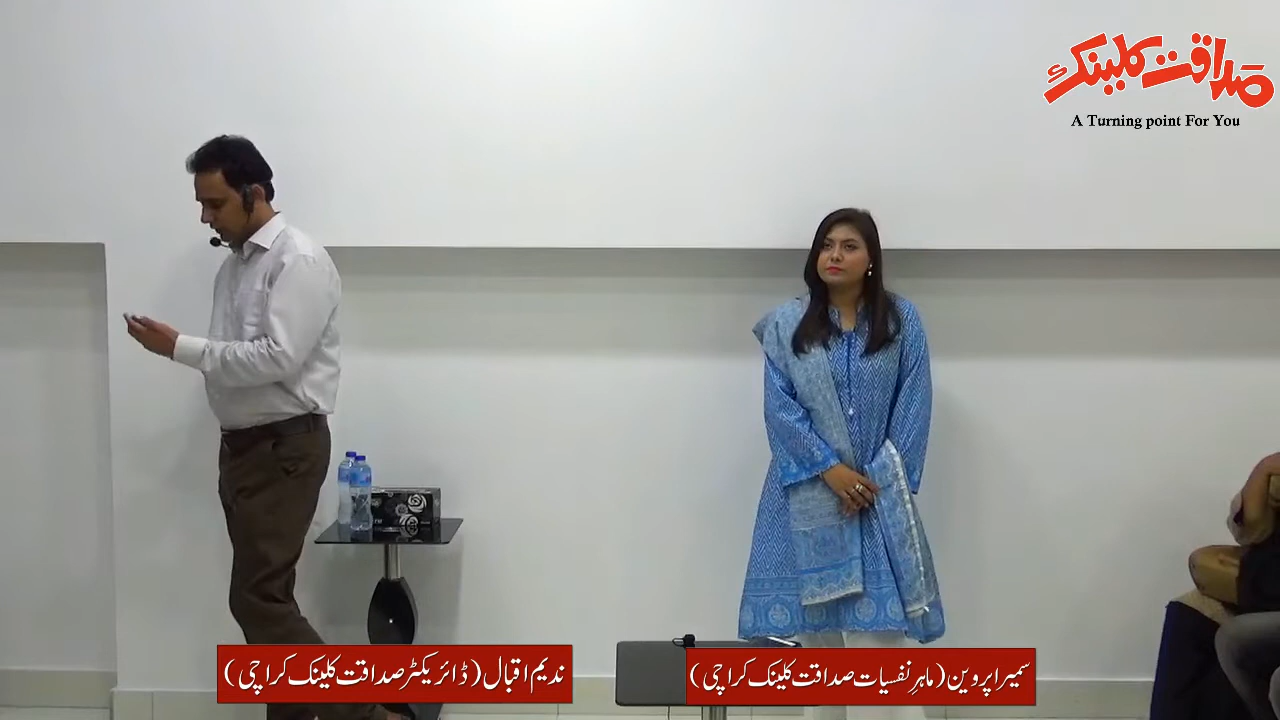 صداقت کلینک
A Turning point For You
ندیم اقبال (ڈائریکٹر صداقت کلینک کراچی)
سمیرا پروین (ماہرِ نفسیات صداقت کلینک کراچی)